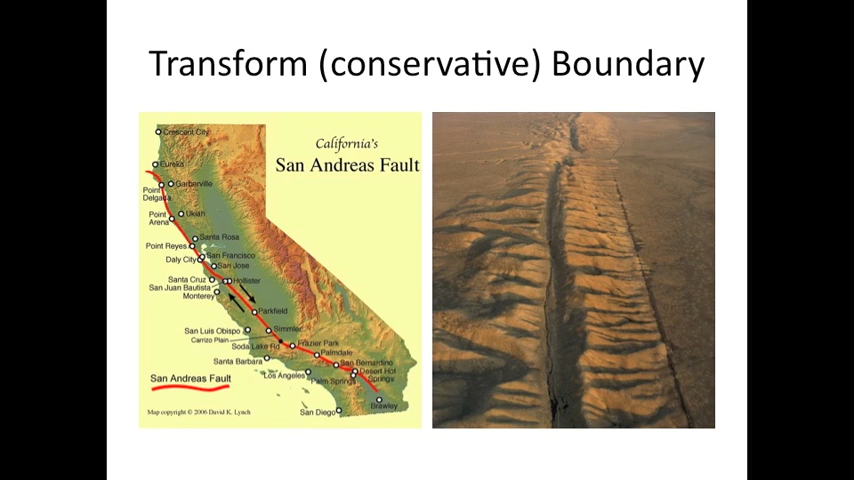 Transform (conservative) Boundary
California's
San Andreas Fault
Crescent City
Eureka
Garberville
Point
Delgada
Point
Arena
Ukiah
Santa Rosa
Point Reyes
San Francisco
Daly City
San Jose
Santa Cruz
Hollister
San Juan Bautista
Monterey
Parkfield
San Luis Obispo
Simmler
Carrizo Plain
Soda Lake Rd
Frazier Park
Palmdale
Santa Barbara
San Bernardino
Los Angeles
Desert Hot
Springs
Palm Springs
San Andreas Fault
Brawley
San Diego
Map copyright © 2006 David K. Lynch